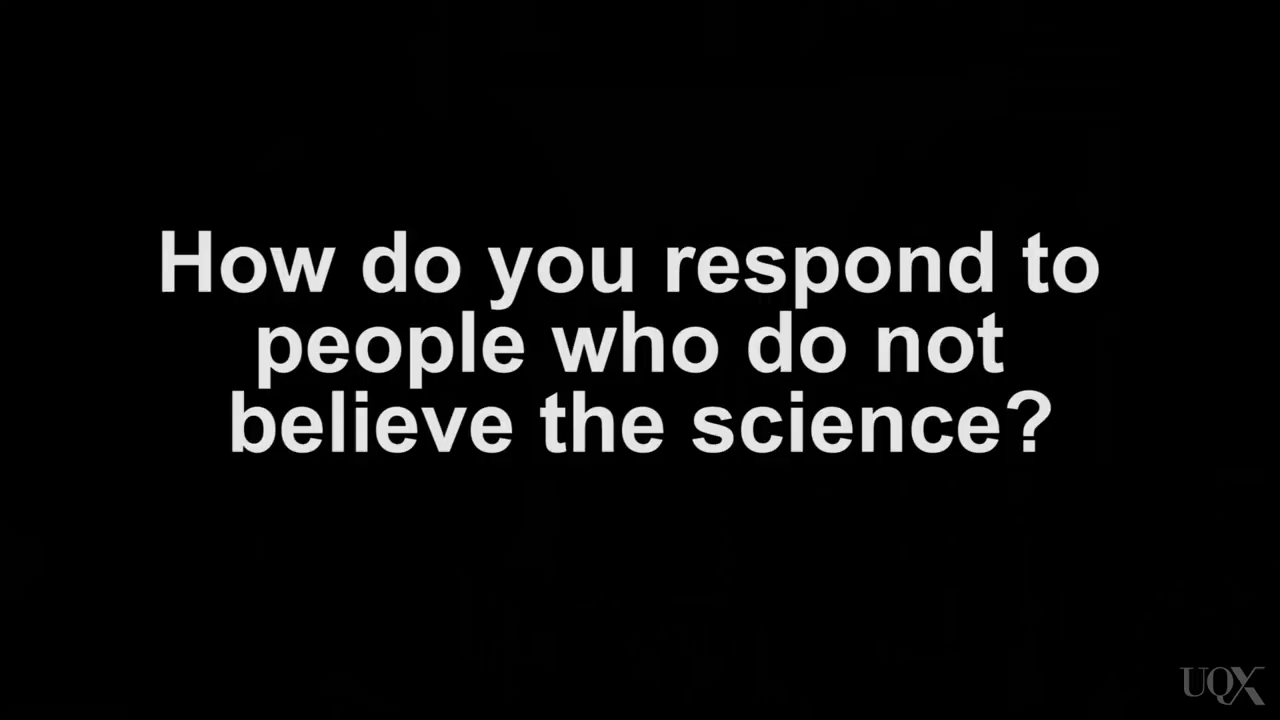 How do you respond to
people who do not
believe the science?
UQX